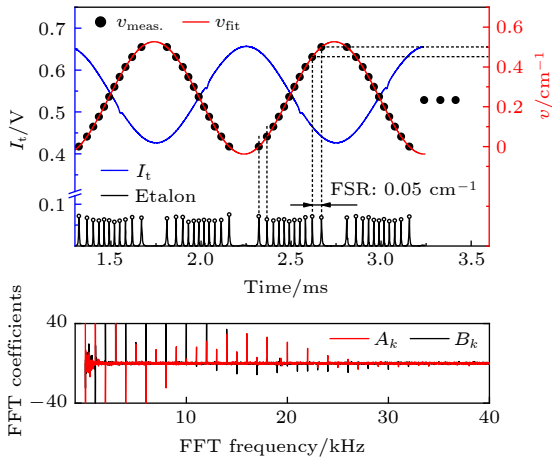 0.7
0.6
0.5
0.4
0.1
I_t/V
v_meas.
v_fit
0.6
0.4
0.2
0
v/cm⁻¹
I_t
Etalon
FSR: 0.05 cm⁻¹
1.5 2.0 2.5 3.0 3.5
Time/ms
40
0
−40
FFT coefficients
A_k
B_k
10 20 30 40
FFT frequency/kHz